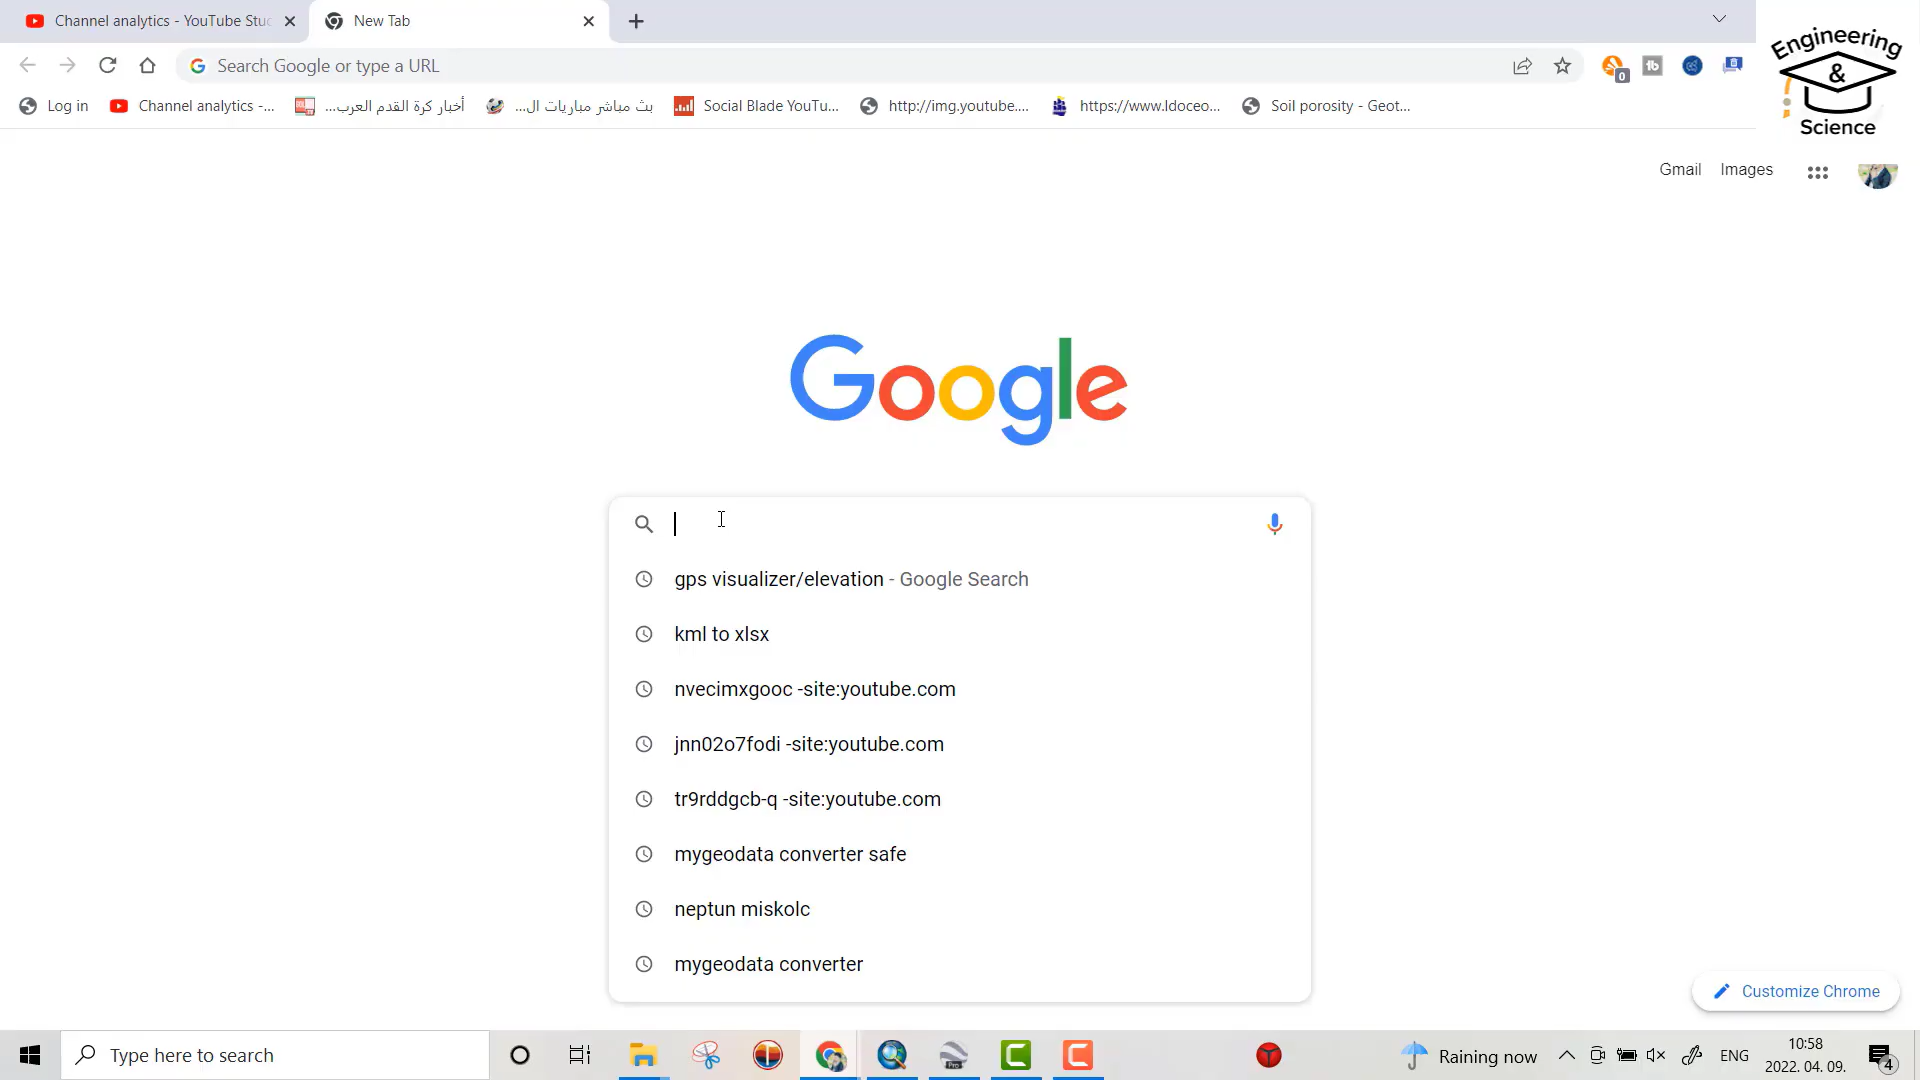 Channel analytics - YouTube Stud
New Tab
Search Google or type a URL
0
Log in
Channel analytics -...
أخبار كرة القدم العرب...
بث مباشر مباريات ال...
Social Blade YouTu...
http://img.youtube....
https://www.ldoceo...
Soil porosity - Geot...
Engineering
&
Science
Gmail
Images
Google
gps visualizer/elevation - Google Search
kml to xlsx
nvecimxgooc -site:youtube.com
jnn02o7fodi -site:youtube.com
tr9rddgcb-q -site:youtube.com
mygeodata converter safe
neptun miskolc
mygeodata converter
Customize Chrome
Type here to search
Pro
Raining now
ENG
10:58
2022. 04. 09.
4